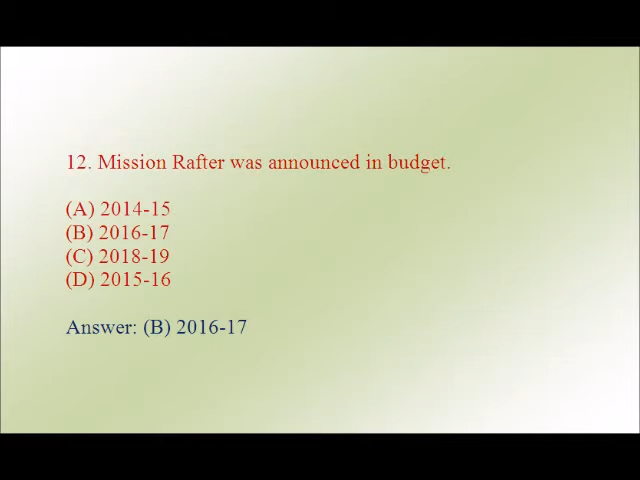 12. Mission Rafter was announced in budget.
(A) 2014-15
(B) 2016-17
(C) 2018-19
(D) 2015-16
Answer: (B) 2016-17